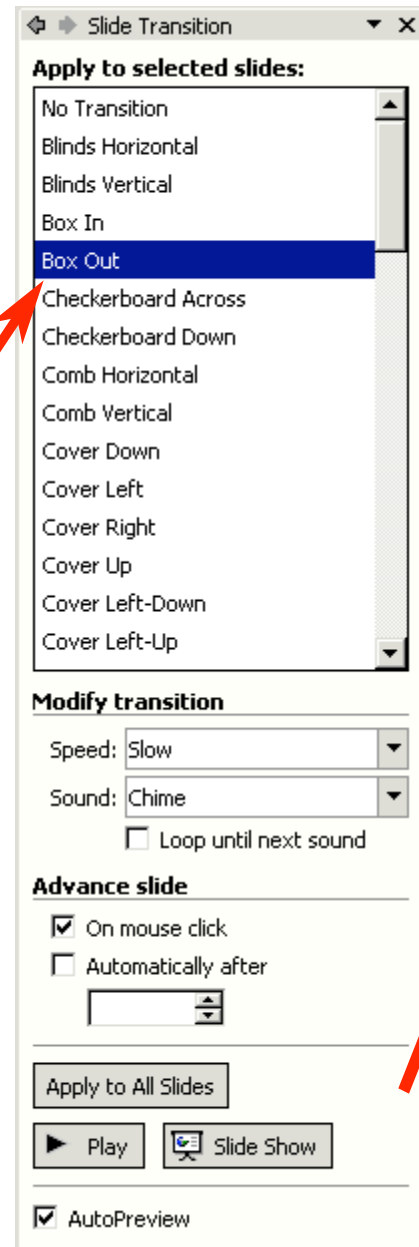 Slide Transition
Apply to selected slides:
No Transition
Blinds Horizontal
Blinds Vertical
Box In
Box Out
Checkerboard Across
Checkerboard Down
Comb Horizontal
Comb Vertical
Cover Down
Cover Left
Cover Right
Cover Up
Cover Left-Down
Cover Left-Up
Modify transition
Speed: Slow
Sound: Chime
Loop until next sound
Advance slide
On mouse click
Automatically after
Apply to All Slides
Play Slide Show
AutoPreview